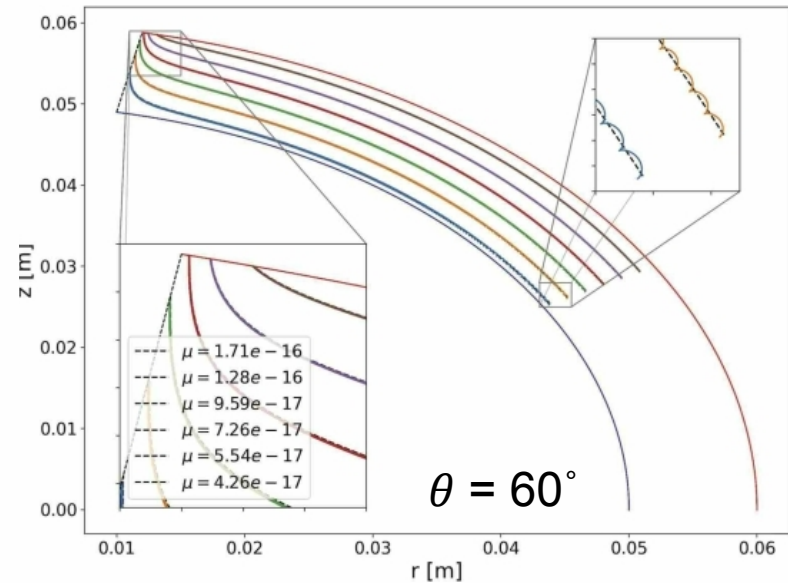 0.06
0.05
0.04
0.03
0.02
0.01
0.00
z [m]
μ = 1.71e − 16
μ = 1.28e − 16
μ = 9.59e − 17
μ = 7.26e − 17
μ = 5.54e − 17
μ = 4.26e − 17
θ = 60°
0.01 0.02 0.03 0.04 0.05 0.06
r [m]